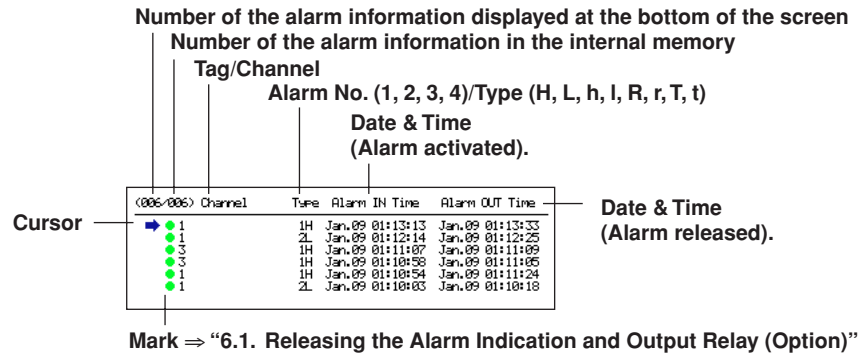 Number of the alarm information displayed at the bottom of the screen
Number of the alarm information in the internal memory
Tag/Channel
Alarm No. (1, 2, 3, 4)/Type (H, L, h, l, R, r, T, t)
Date & Time
(Alarm activated).
(006/006) Channel Type Alarm IN Time Alarm OUT Time
Date & Time
(Alarm released).
Cursor
1 1H Jan.09 01:13:13 Jan.09 01:13:33
1 2L Jan.09 01:12:14 Jan.09 01:12:25
3 1H Jan.09 01:11:07 Jan.09 01:11:09
3 1H Jan.09 01:10:58 Jan.09 01:11:05
1 1H Jan.09 01:10:54 Jan.09 01:11:24
1 2L Jan.09 01:10:03 Jan.09 01:10:18
Mark ⇒ “6.1. Releasing the Alarm Indication and Output Relay (Option)”